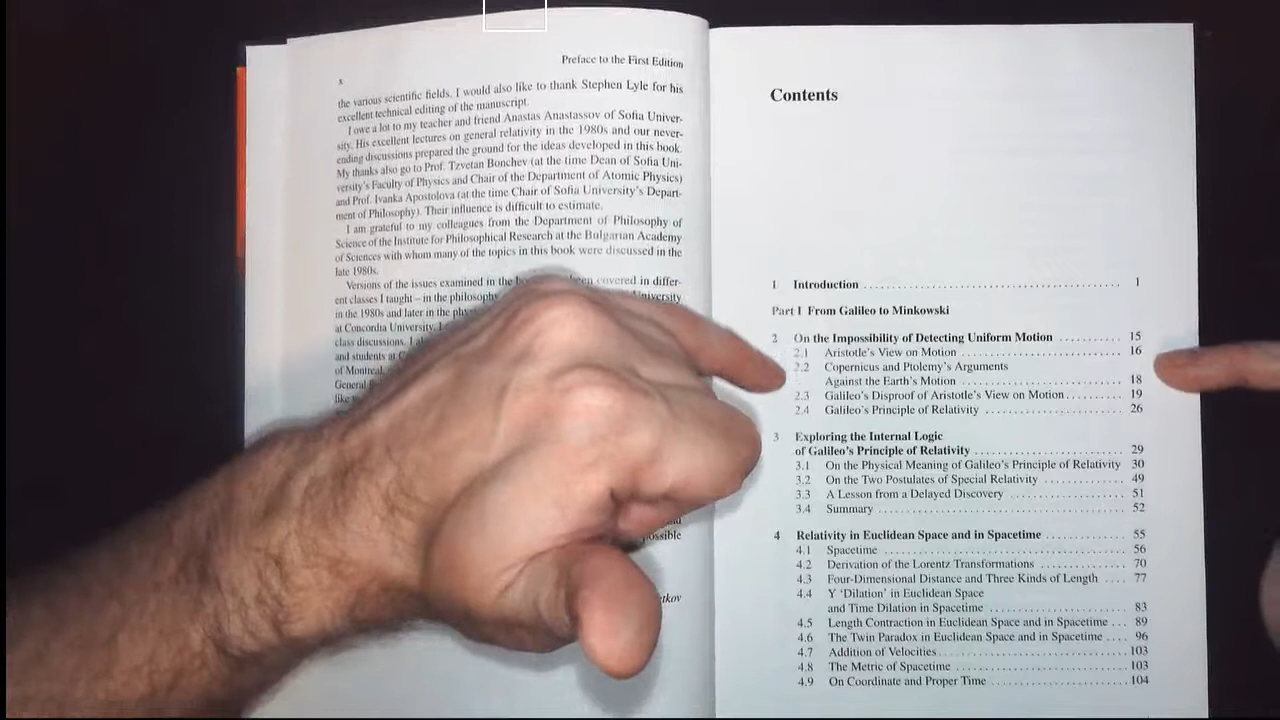 Preface to the First Edition
x
the various scientific fields. I would also like to thank Stephen Lyle for his
excellent technical editing of the manuscript.
I owe a lot to my teacher and friend Anastas Anastassov of Sofia Univer-
sity. His excellent lectures on general relativity in the 1980s and our never-
ending discussions prepared the ground for the ideas developed in this book.
My thanks also go to Prof. Tzvetan Bonchev (at the time Dean of Sofia Uni-
versity's Faculty of Physics and Chair of the Department of Atomic Physics)
and Prof. Ivanka Apostolova (at the time Chair of Sofia University's Depart-
ment of Philosophy). Their influence is difficult to estimate.
I am grateful to my colleagues from the Department of Philosophy of
Science of the Institute for Philosophical Research at the Bulgarian Academy
of Sciences with whom many of the topics in this book were discussed in the
late 1980s.
Versions of the issues examined in the been covered in differ-
ent classes I taught – in the philosophy University
in the 1980s and later in the
at Concordia University.
class discussions.
and students at
of Montreal.
General
like
ossible
Contents
1 Introduction ........................................ 1
Part I From Galileo to Minkowski
2 On the Impossibility of Detecting Uniform Motion .......... 15
2.1 Aristotle's View on Motion ........................... 16
2.2 Copernicus and Ptolemy's Arguments
Against the Earth's Motion ........................... 18
2.3 Galileo's Disproof of Aristotle's View on Motion ......... 19
2.4 Galileo's Principle of Relativity ....................... 26
3 Exploring the Internal Logic
of Galileo's Principle of Relativity ........................ 29
3.1 On the Physical Meaning of Galileo's Principle of Relativity 30
3.2 On the Two Postulates of Special Relativity ............. 49
3.3 A Lesson from a Delayed Discovery .................... 51
3.4 Summary ......................................... 52
4 Relativity in Euclidean Space and in Spacetime ............ 55
4.1 Spacetime ........................................ 56
4.2 Derivation of the Lorentz Transformations .............. 70
4.3 Four-Dimensional Distance and Three Kinds of Length .... 77
4.4 Y 'Dilation' in Euclidean Space
and Time Dilation in Spacetime ....................... 83
4.5 Length Contraction in Euclidean Space and in Spacetime ... 89
4.6 The Twin Paradox in Euclidean Space and in Spacetime .... 96
4.7 Addition of Velocities ................................ 103
4.8 The Metric of Spacetime ............................. 103
4.9 On Coordinate and Proper Time ....................... 104